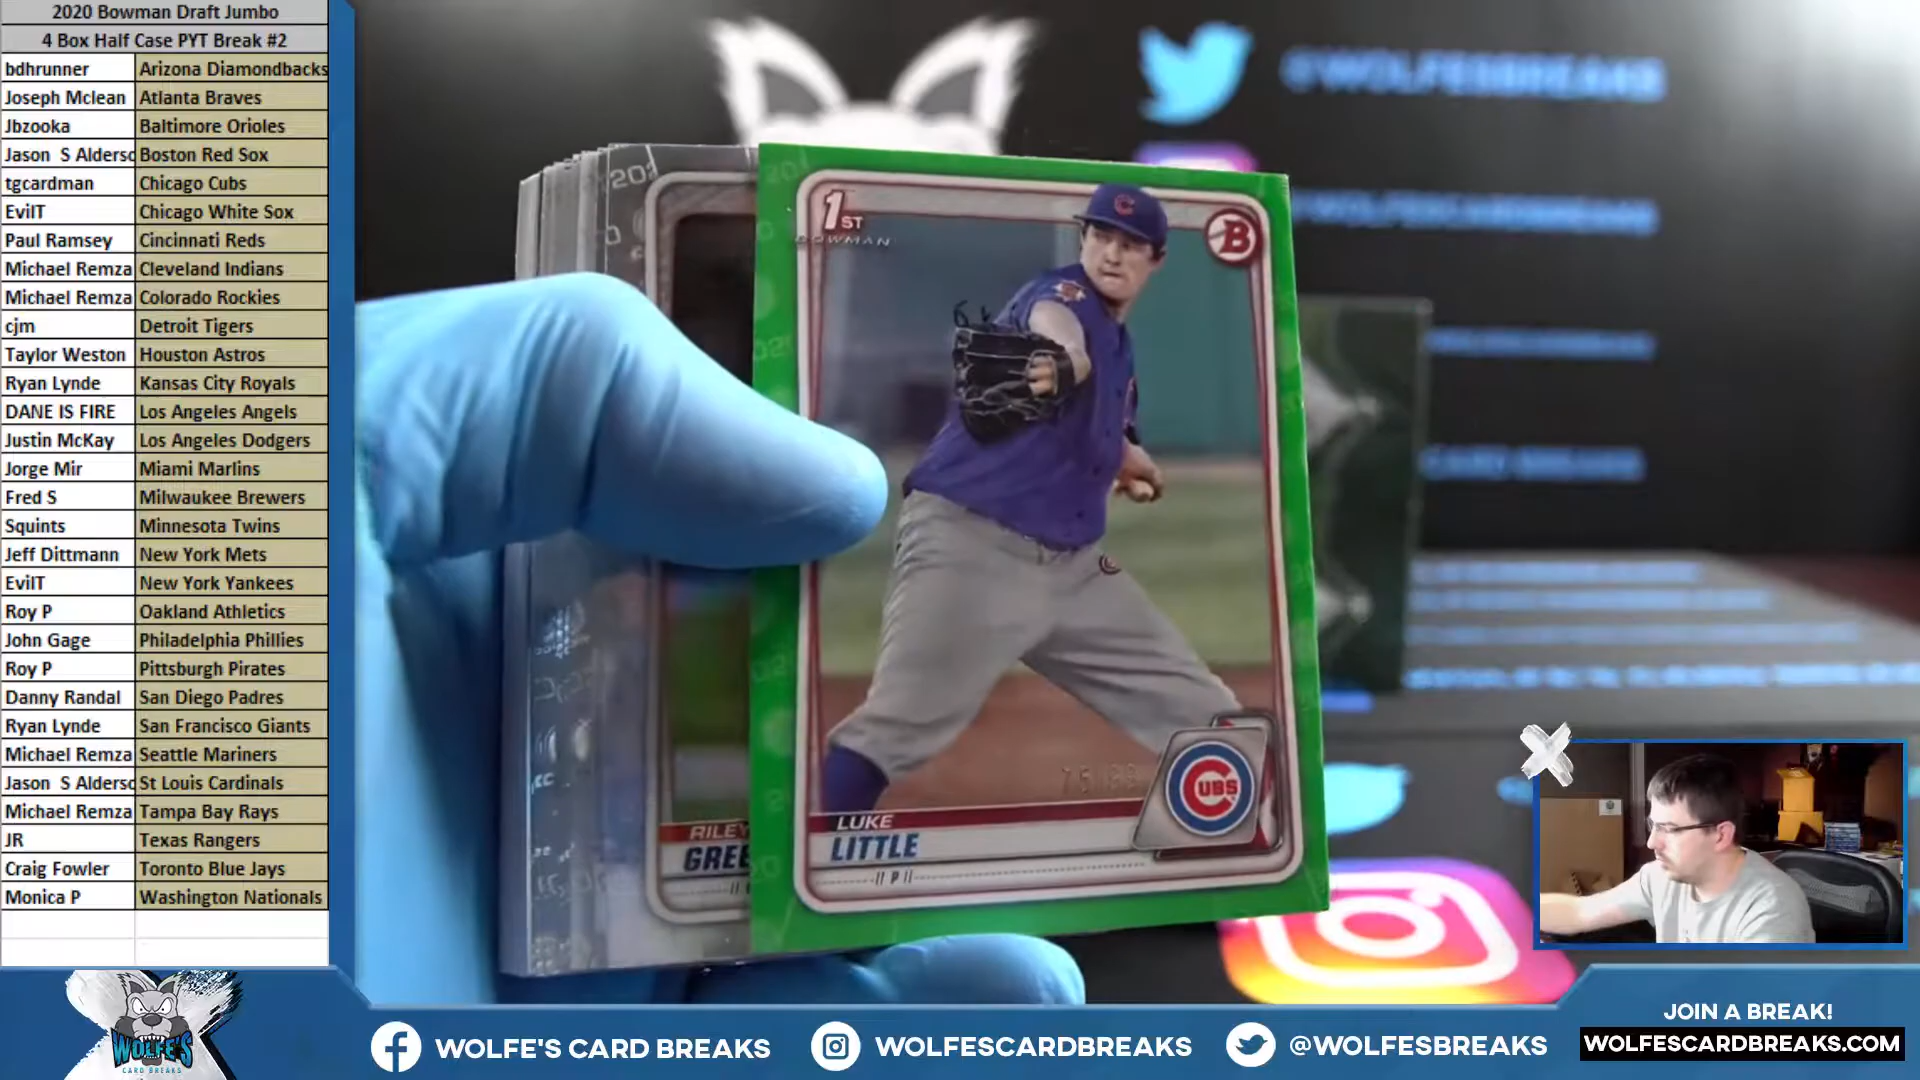 2020 Bowman Draft Jumbo
4 Box Half Case PYT Break #2
bdhrunner Arizona Diamondbacks
Joseph Mclean Atlanta Braves
Jbzooka Baltimore Orioles
Jason S Alderso Boston Red Sox
tgcardman Chicago Cubs
EvilT Chicago White Sox
Paul Ramsey Cincinnati Reds
Michael Remza Cleveland Indians
Michael Remza Colorado Rockies
cjm Detroit Tigers
Taylor Weston Houston Astros
Ryan Lynde Kansas City Royals
DANE IS FIRE Los Angeles Angels
Justin McKay Los Angeles Dodgers
Jorge Mir Miami Marlins
Fred S Milwaukee Brewers
Squints Minnesota Twins
Jeff Dittmann New York Mets
EvilT New York Yankees
Roy P Oakland Athletics
John Gage Philadelphia Phillies
Roy P Pittsburgh Pirates
Danny Randal San Diego Padres
Ryan Lynde San Francisco Giants
Michael Remza Seattle Mariners
Jason S Alderso St Louis Cardinals
Michael Remza Tampa Bay Rays
JR Texas Rangers
Craig Fowler Toronto Blue Jays
Monica P Washington Nationals
@WOLFESBREAKS
1ST
BOWMAN
B
C
CUBS
LUKE
LITTLE
P
RILEY
GREE
WOLFE'S
CARD BREAKS
WOLFE'S CARD BREAKS
WOLFESCARDBREAKS
@WOLFESBREAKS
JOIN A BREAK!
WOLFESCARDBREAKS.COM